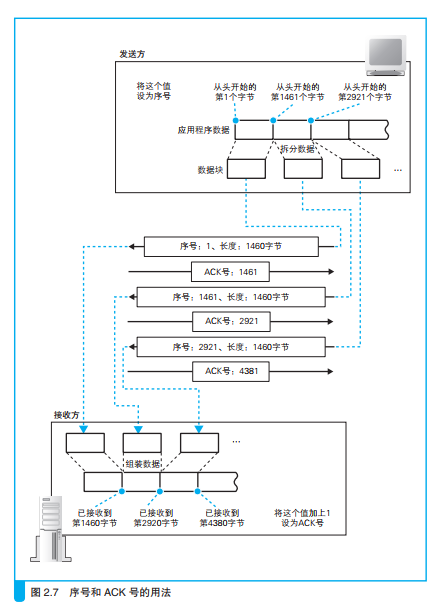 发送方
将这个值
设为序号
从头开始的
第1个字节
从头开始的
第1461个字节
从头开始的
第2921个字节
应用程序数据
拆分数据
数据块
...
序号：1、长度：1460字节
ACK号：1461
序号：1461、长度：1460字节
ACK号：2921
序号：2921、长度：1460字节
ACK号：4381
接收方
...
组装数据
已接收到
第1460字节
已接收到
第2920字节
已接收到
第4380字节
将这个值加上1
设为ACK号
图 2.7 序号和 ACK 号的用法